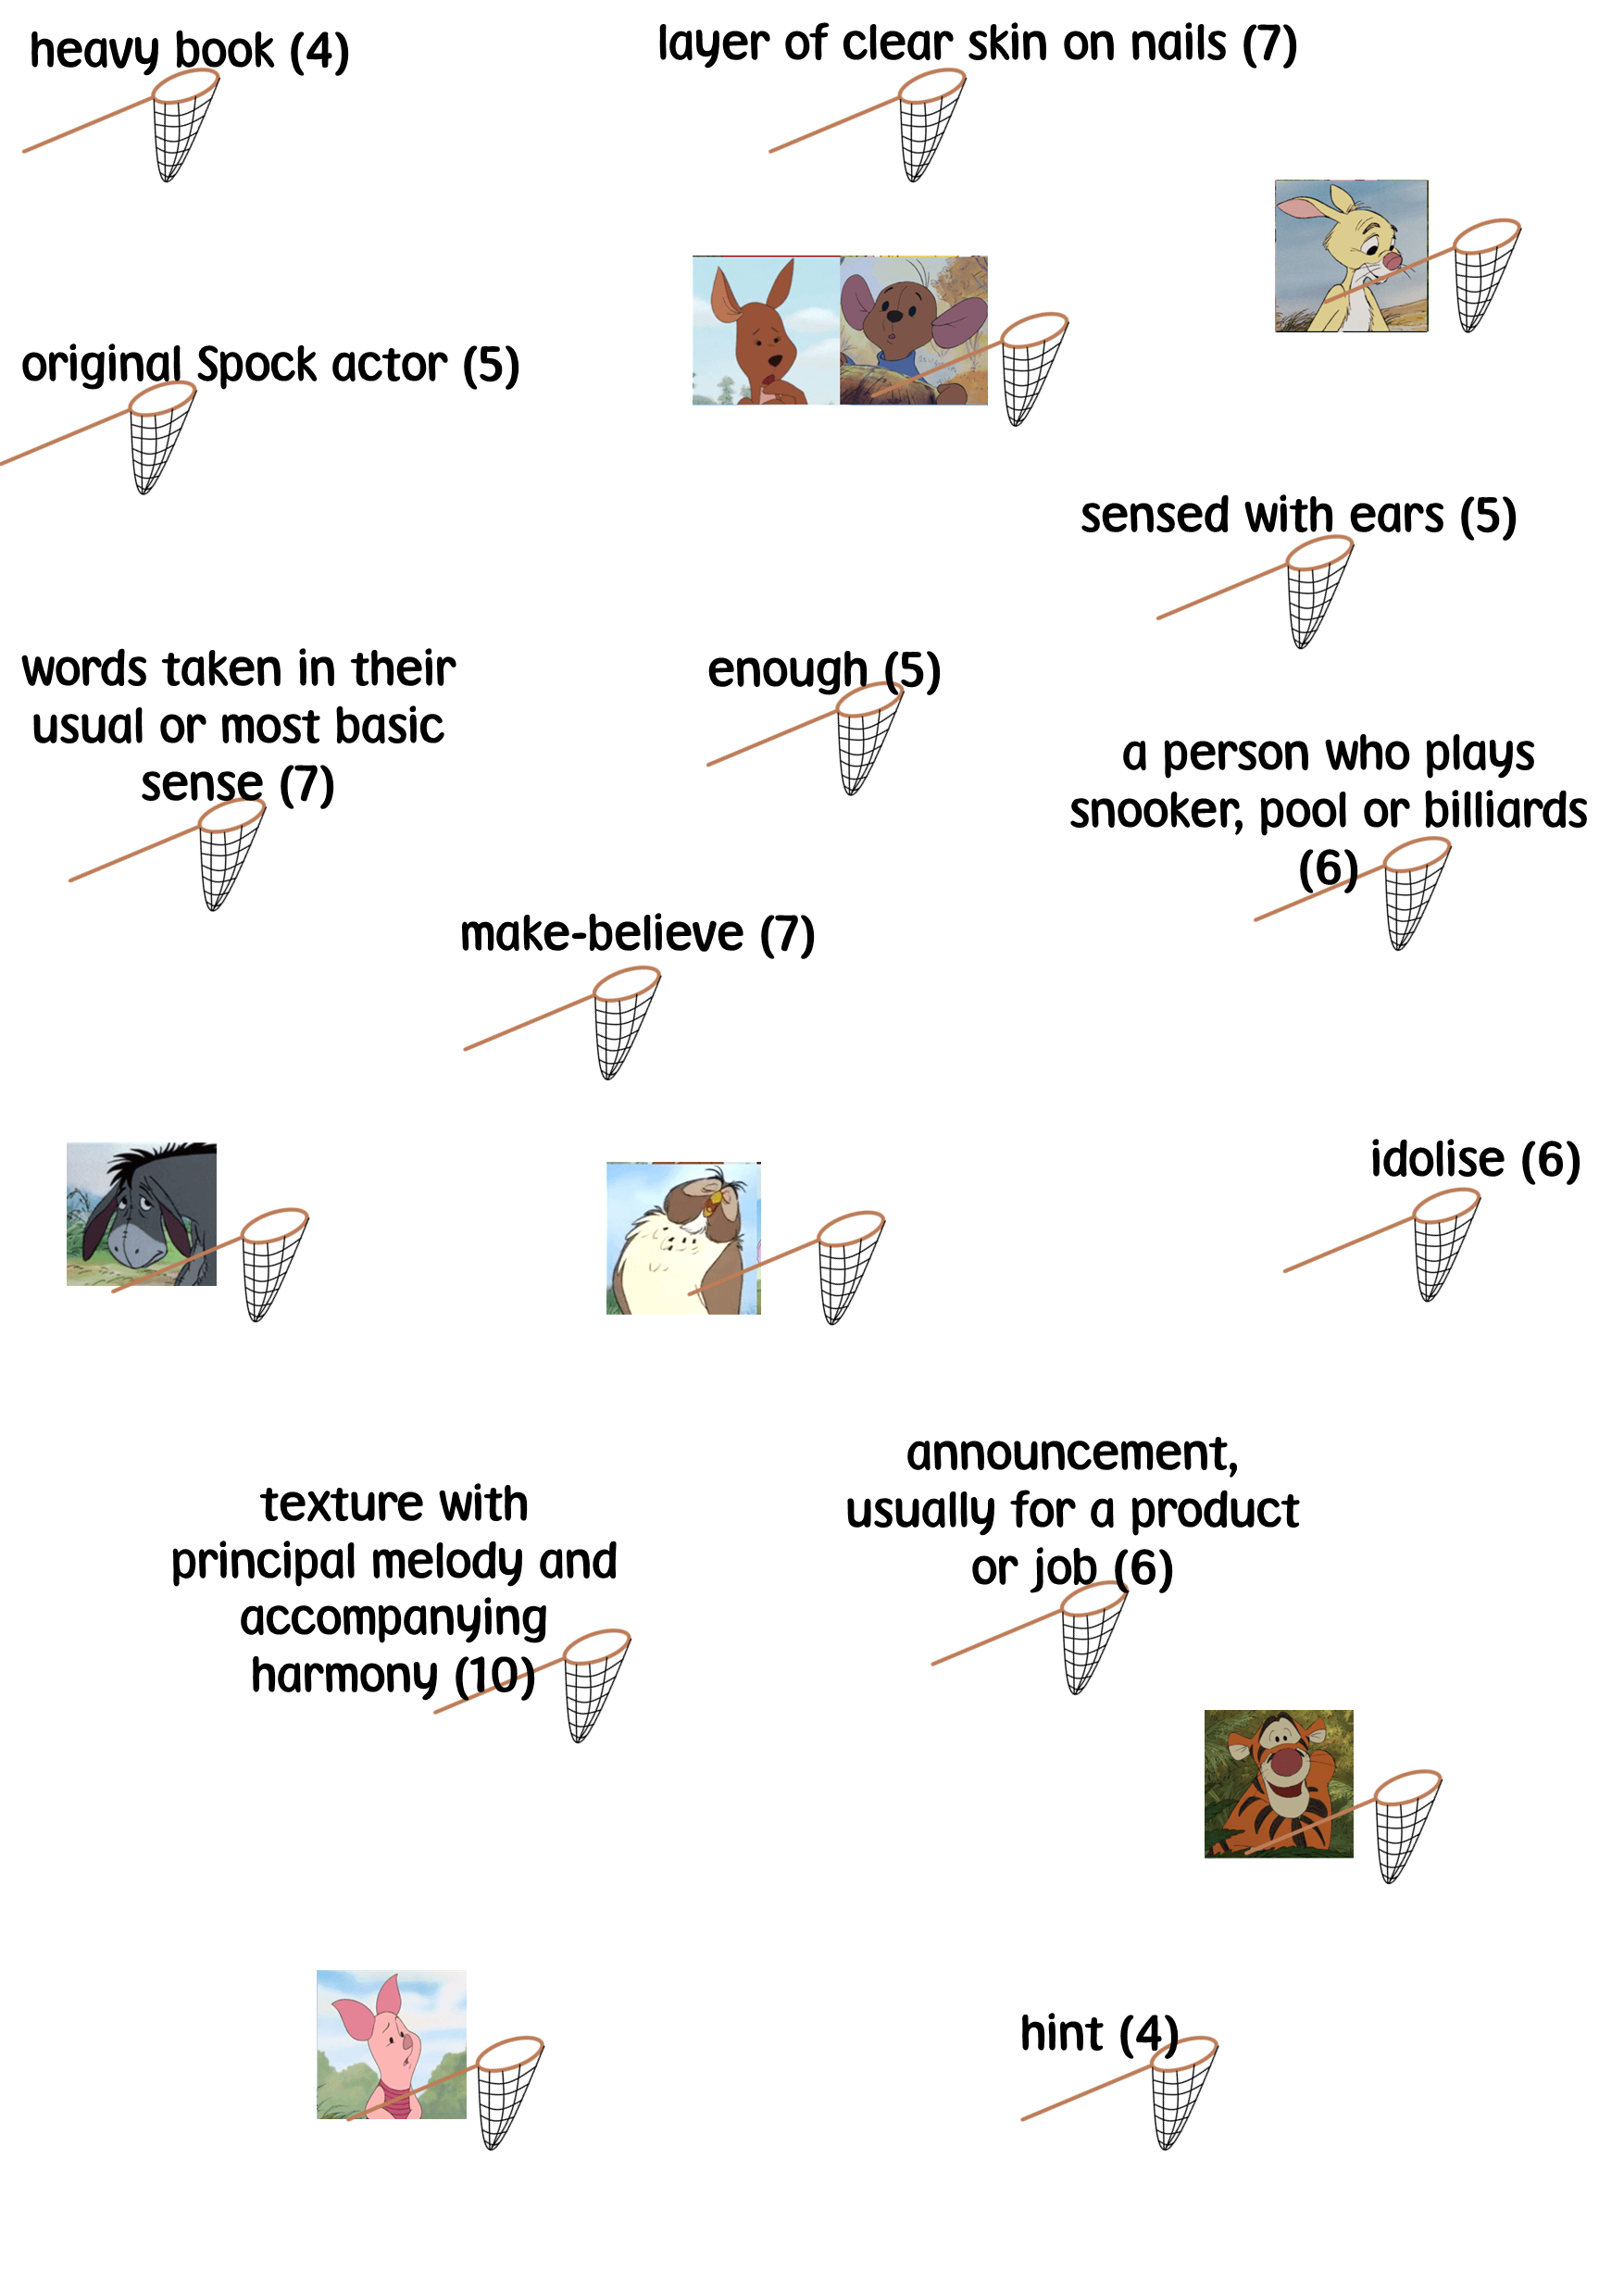 heavy book (4)
layer of clear skin on nails (7)
original Spock actor (5)
sensed with ears (5)
words taken in their
usual or most basic
sense (7)
enough (5)
a person who plays
snooker, pool or billiards
(6)
make-believe (7)
idolise (6)
texture with
principal melody and
accompanying
harmony (10)
announcement,
usually for a product
or job (6)
hint (4)